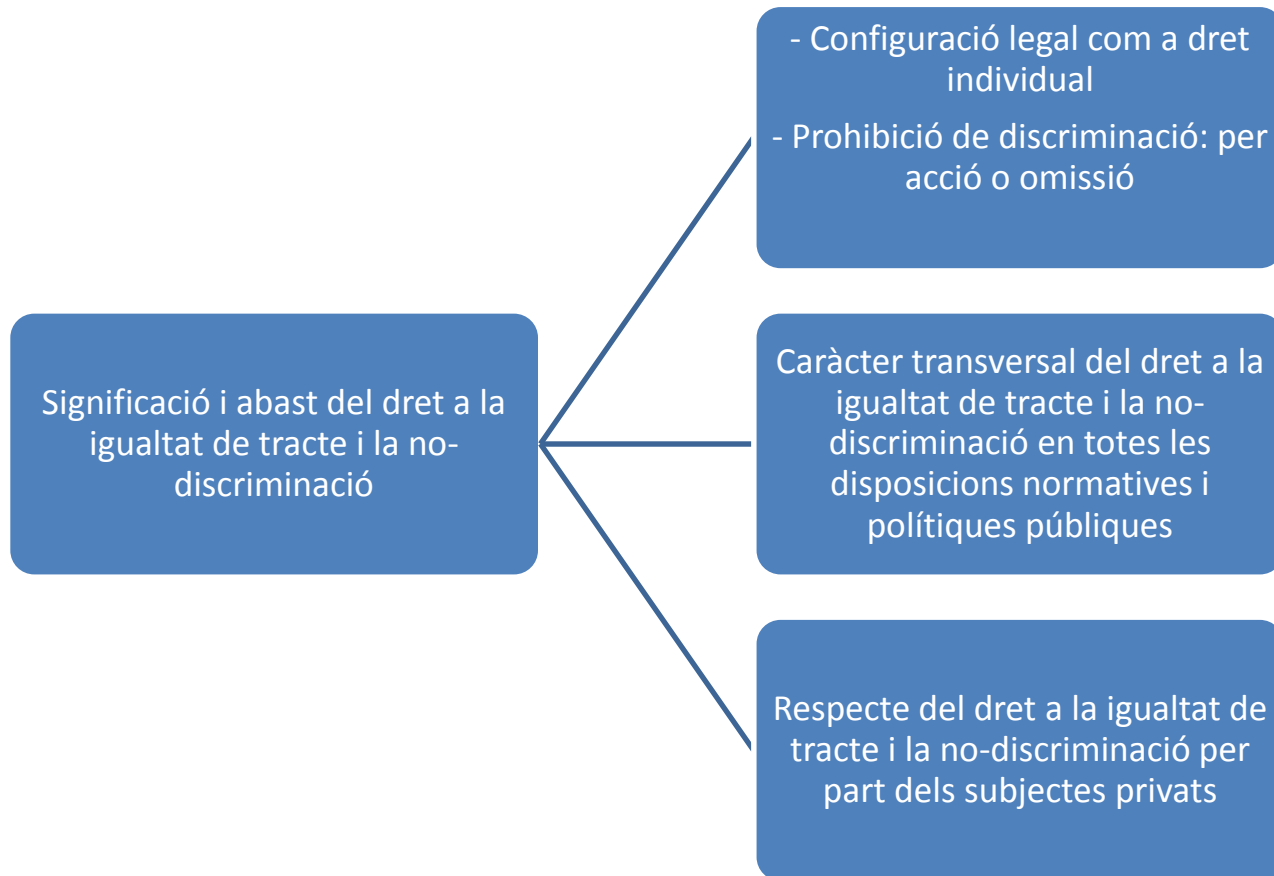 Significació i abast del dret a la
igualtat de tracte i la no-
discriminació
- Configuració legal com a dret
individual
- Prohibició de discriminació: per
acció o omissió
Caràcter transversal del dret a la
igualtat de tracte i la no-
discriminació en totes les
disposicions normatives i
polítiques públiques
Respecte del dret a la igualtat de
tracte i la no-discriminació per
part dels subjectes privats